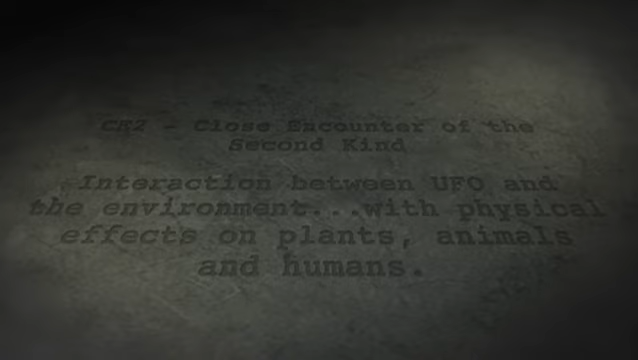 CE2 - Close Encounter of the
Second Kind
Interaction between UFO and
the environment...with physical
effects on plants, animals
and humans.